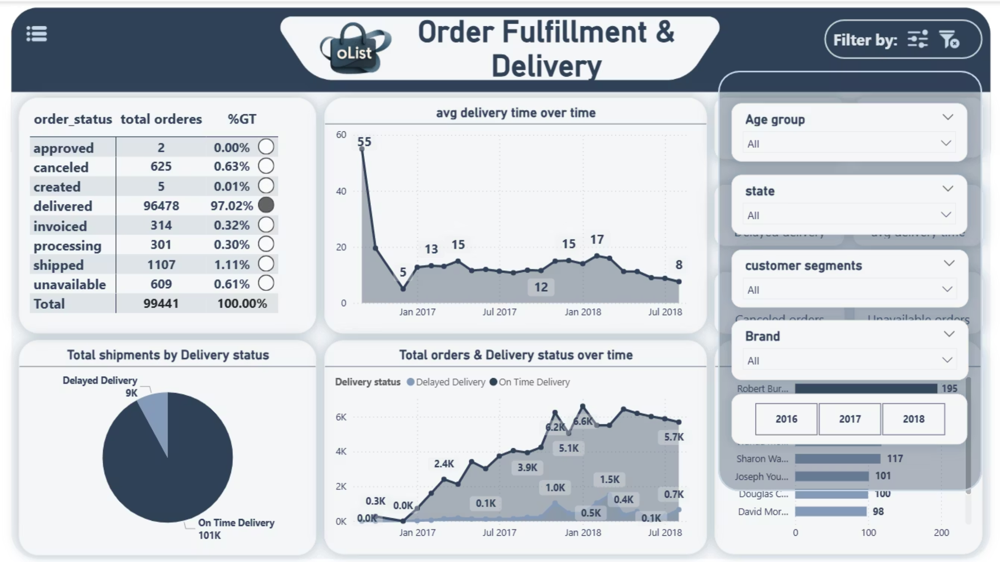 oList
Order Fulfillment &
Delivery
Filter by:
order_status total orderes %GT
approved 2 0.00%
canceled 625 0.63%
created 5 0.01%
delivered 96478 97.02%
invoiced 314 0.32%
processing 301 0.30%
shipped 1107 1.11%
unavailable 609 0.61%
Total 99441 100.00%
avg delivery time over time
60
40
20
0
55
5
13
15
12
15
17
8
Jan 2017 Jul 2017 Jan 2018 Jul 2018
Age group
All
state
All
Delayed delivery avg delivery time
customer segments
All
Canceled orders Unavailable orders
Brand
All
Robert Bur... 195
2016 2017 2018
Sharon Wa... 117
Joseph You... 101
Douglas C... 100
David Mor... 98
0 100 200
Total shipments by Delivery status
Delayed Delivery
9K
On Time Delivery
101K
Total orders & Delivery status over time
Delivery status Delayed Delivery On Time Delivery
6K
4K
2K
0K
0.0K
0.3K
0.0K
2.4K
0.1K
3.9K
6.2K
5.1K
6.6K
1.0K
0.5K
1.5K
0.4K
0.1K
5.7K
0.7K
Jan 2017 Jul 2017 Jan 2018 Jul 2018